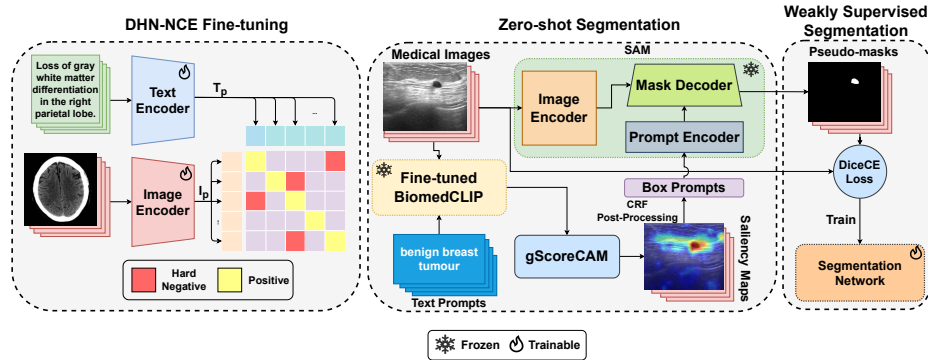 DHN-NCE Fine-tuning
Loss of gray
white matter
differentiation
in the right
parietal lobe.
Text
Encoder
Tp
...
Image
Encoder
Ip
Hard
Negative
Positive
Zero-shot Segmentation
Medical Images
SAM
Image
Encoder
Mask Decoder
Prompt Encoder
Fine-tuned
BiomedCLIP
Box Prompts
CRF
Post-Processing
benign breast
tumour
Text Prompts
gScoreCAM
Saliency Maps
Weakly Supervised
Segmentation
Pseudo-masks
DiceCE
Loss
Train
Segmentation
Network
Frozen
Trainable